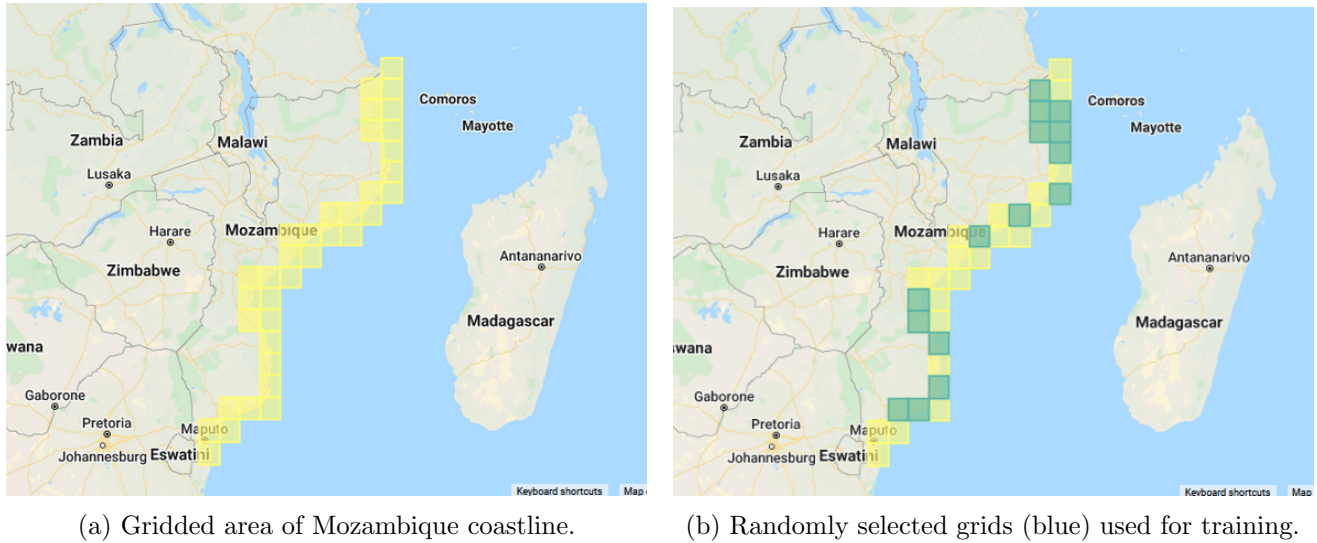 Comoros
Mayotte
Zambia
Malawi
Lusaka
Mozambique
Harare
Zimbabwe
Antananarivo
Madagascar
wana
Gaborone
Pretoria
Maputo
Johannesburg
Eswatini
Keyboard shortcuts
Map
(a) Gridded area of Mozambique coastline.
Comoros
Mayotte
Zambia
Malawi
Lusaka
Mozambique
Harare
Zimbabwe
Antananarivo
Madagascar
swana
Gaborone
Pretoria
Maputo
Johannesburg
Eswatini
Keyboard shortcuts
Map
(b) Randomly selected grids (blue) used for training.